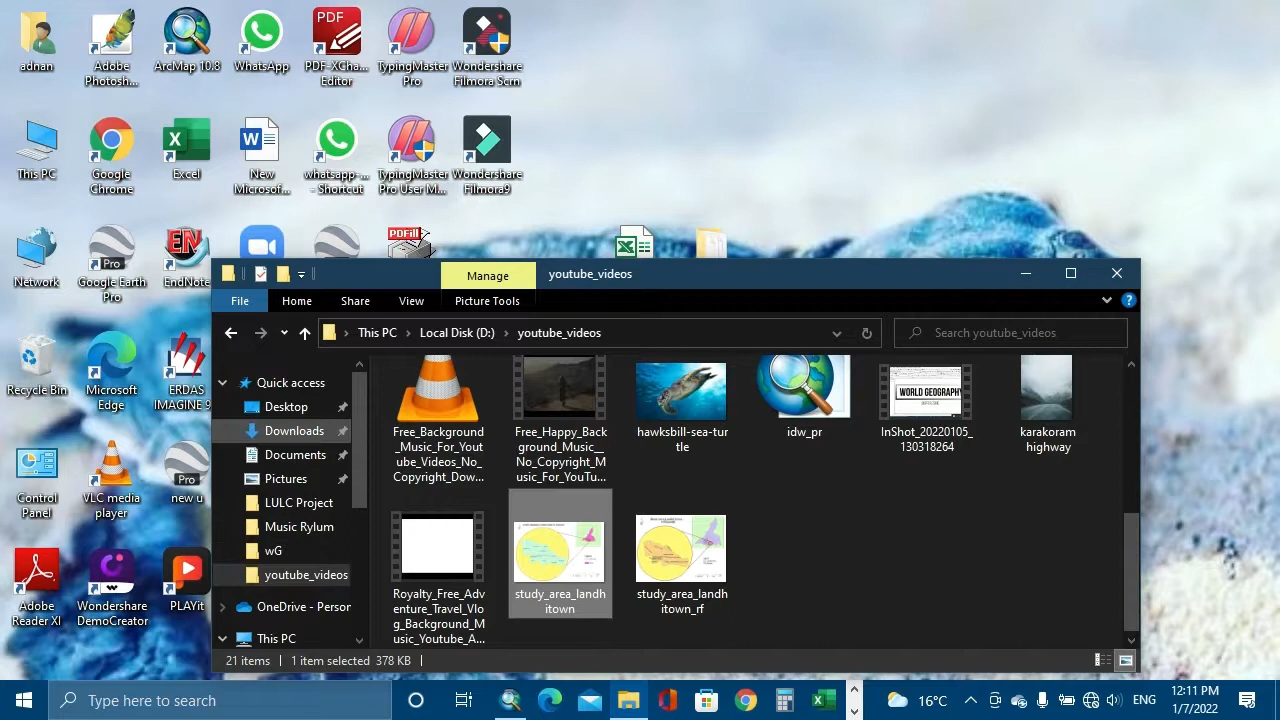 adnan
Adobe Photosh...
ArcMap 10.8
WhatsApp
PDF-XCha... Editor
TypingMaster Pro
Wondershare Filmora Scrn
This PC
Google Chrome
Excel
New Microsof...
whatsapp-... - Shortcut
TypingMaster Pro User M...
Wondershare Filmora9
Network
Google Earth Pro
EndNote
Recycle Bin
Microsoft Edge
ERDAS IMAGINE 9
Control Panel
VLC media player
new u
Adobe Reader XI
Wondershare DemoCreator
PLAYit
Manage
youtube_videos
File
Home
Share
View
Picture Tools
This PC
Local Disk (D:)
youtube_videos
Search youtube_videos
Quick access
Desktop
Downloads
Documents
Pictures
LULC Project
Music Rylum
wG
youtube_videos
OneDrive - Person
This PC
Free_Background
_Music_For_Yout
ube_Videos_No_
Copyright_Dow...
Free_Happy_Back
ground_Music__
No_Copyright_M
usic_For_YouTu...
hawksbill-sea-tur
tle
idw_pr
WORLD GEOGRAPHY
InShot_20220105_
130318264
karakoram
highway
Royalty_Free_Adv
enture_Travel_Vlo
g_Background_M
usic_Youtube_A...
study_area_landh
itown
study_area_landh
itown_rf
21 items
1 item selected 378 KB
Type here to search
16°C
ENG
12:11 PM
1/7/2022